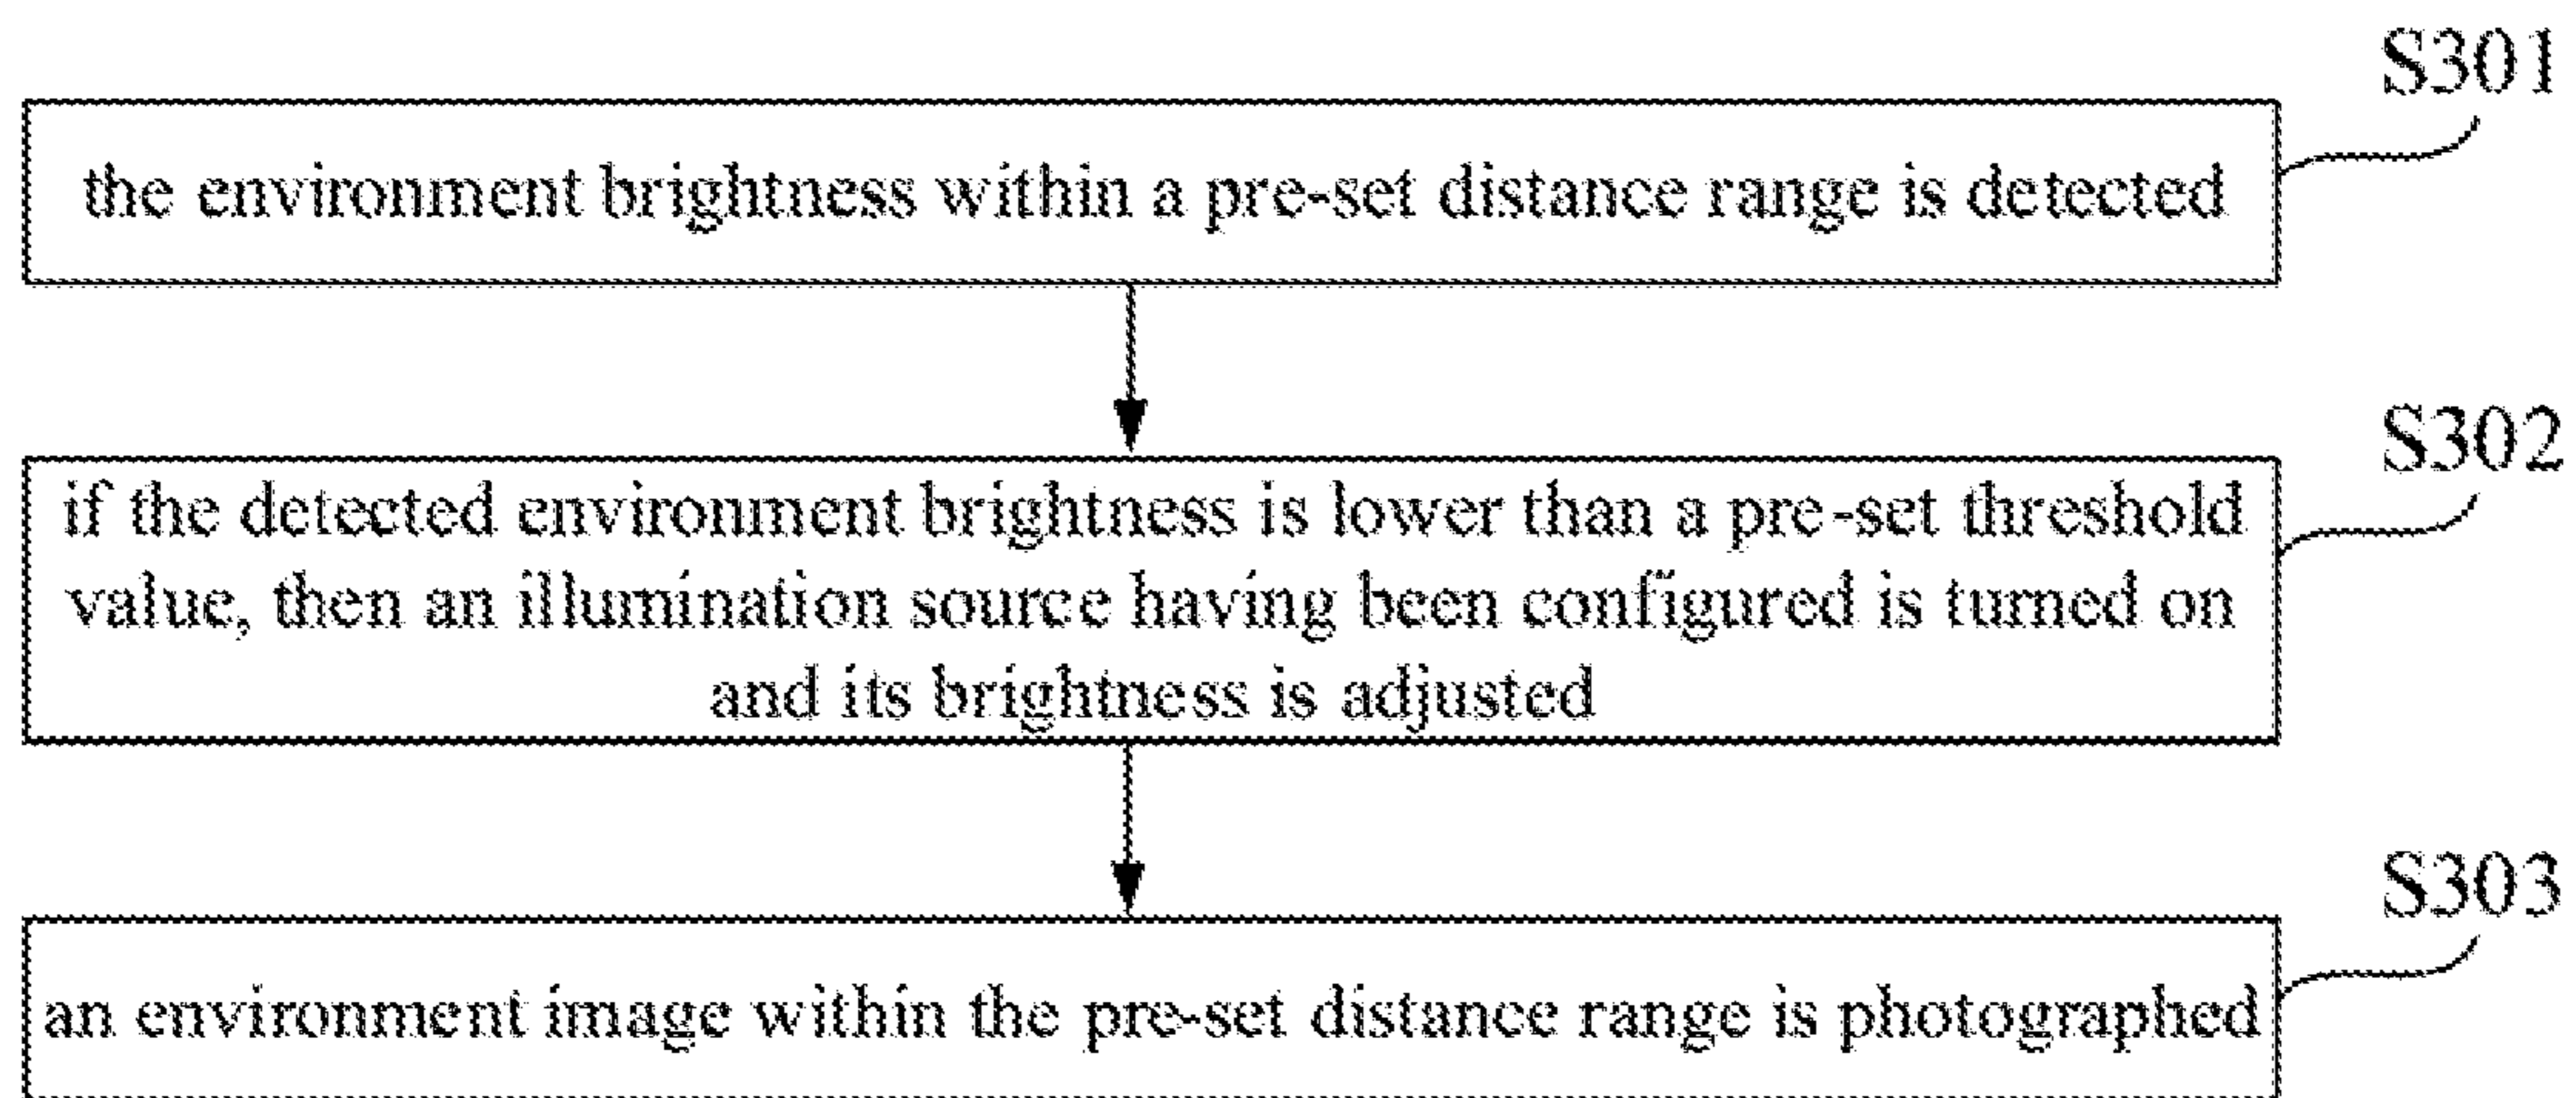 S301
the environment brightness within a pre-set distance range is detected
S302
if the detected environment brightness is lower than a pre-set threshold
value, then an illumination source having been configured is turned on
and its brightness is adjusted
S303
an environment image within the pre-set distance range is photographed